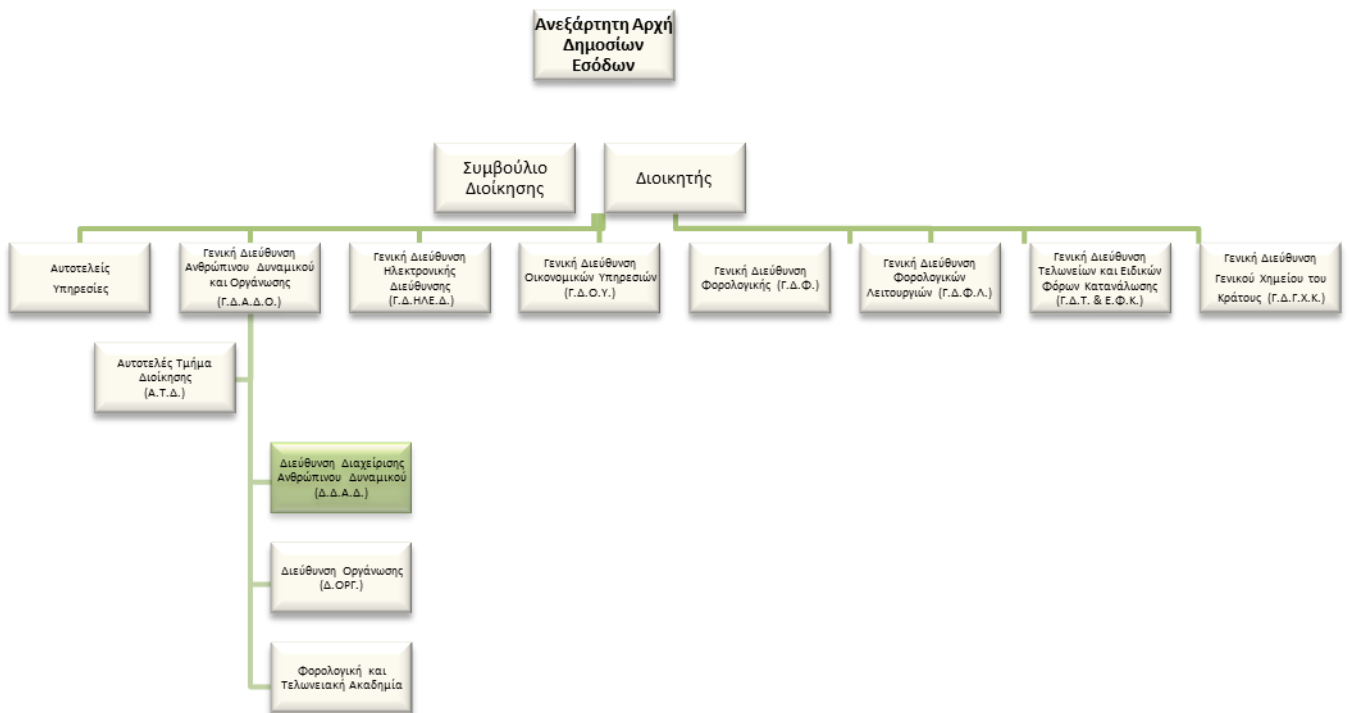 Ανεξάρτητη Αρχή
Δημοσίων
Εσόδων
Συμβούλιο
Διοίκησης
Διοικητής
Αυτοτελείς
Υπηρεσίες
Γενική Διεύθυνση
Ανθρώπινου Δυναμικού
και Οργάνωσης
(Γ.Δ.Α.Δ.Ο.)
Γενική Διεύθυνση
Ηλεκτρονικής
Διεύθυνσης
(Γ.Δ.ΗΛΕ.Δ.)
Γενική Διεύθυνση
Οικονομικών Υπηρεσιών
(Γ.Δ.Ο.Υ.)
Γενική Διεύθυνση
Φορολογικής (Γ.Δ.Φ.)
Γενική Διεύθυνση
Φορολογικών
Λειτουργιών (Γ.Δ.Φ.Λ.)
Γενική Διεύθυνση
Τελωνείων και Ειδικών
Φόρων Κατανάλωσης
(Γ.Δ.Τ. & Ε.Φ.Κ.)
Γενική Διεύθυνση
Γενικού Χημείου του
Κράτους (Γ.Δ.Γ.Χ.Κ.)
Αυτοτελές Τμήμα
Διοίκησης
(Α.Τ.Δ.)
Διεύθυνση Διαχείρισης
Ανθρώπινου Δυναμικού
(Δ.Δ.Α.Δ.)
Διεύθυνση Οργάνωσης
(Δ.ΟΡΓ.)
Φορολογική και
Τελωνειακή Ακαδημία